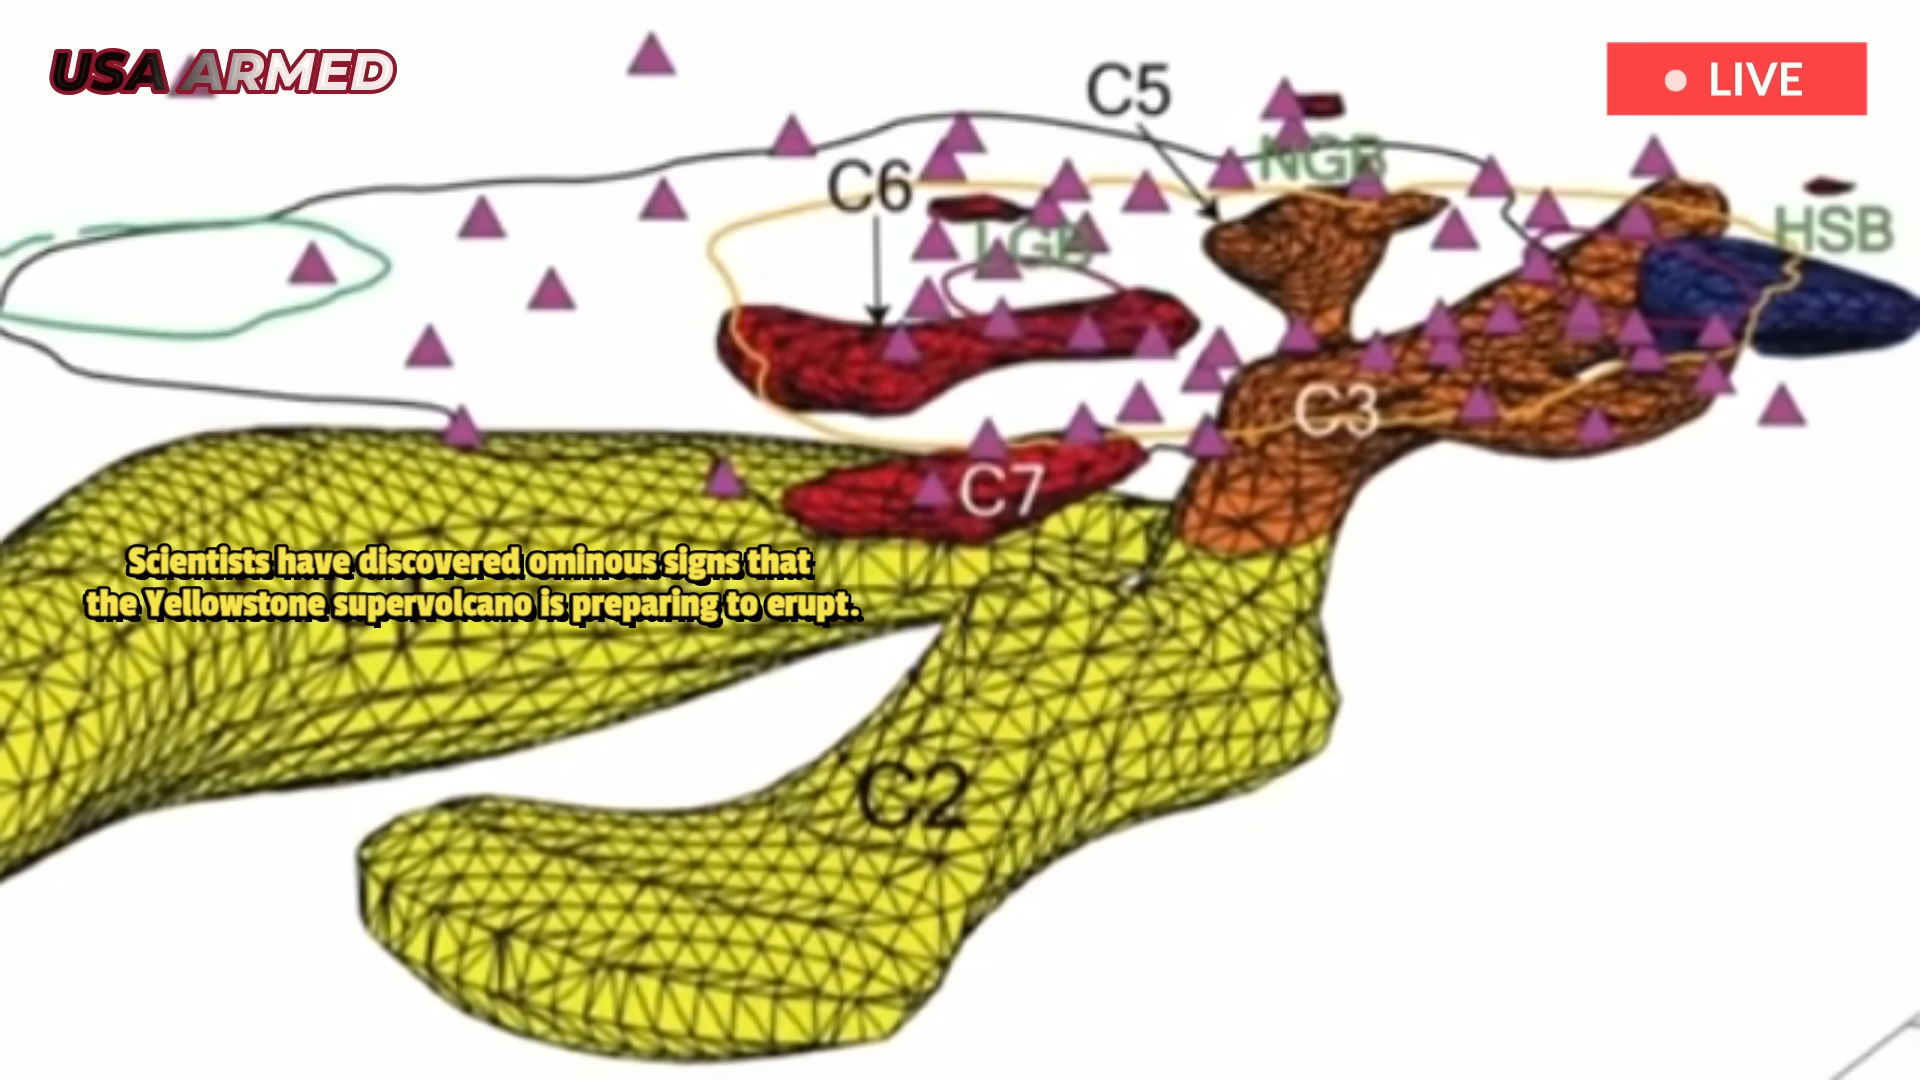 USA ARMED
LIVE
C5
NGB
C6
HSB
LGB
C3
C7
Scientists have discovered ominous signs that
the Yellowstone supervolcano is preparing to erupt.
C2